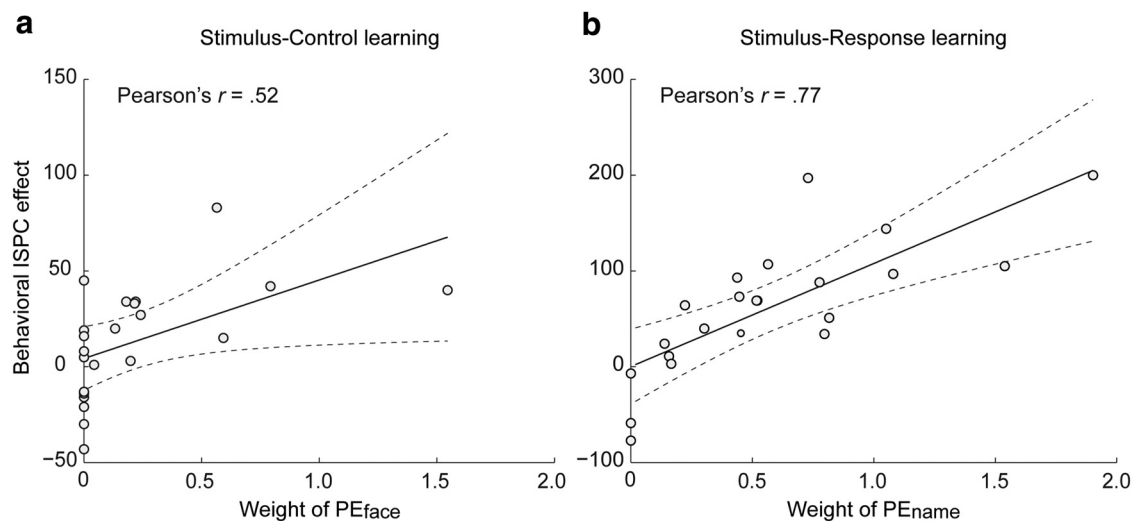 a
Stimulus-Control learning
Pearson's r = .52
Behavioral ISPC effect
150
100
50
0
−50
0 0.5 1.0 1.5 2.0
Weight of PEface
b
Stimulus-Response learning
Pearson's r = .77
300
200
100
0
−100
0 0.5 1.0 1.5 2.0
Weight of PEname